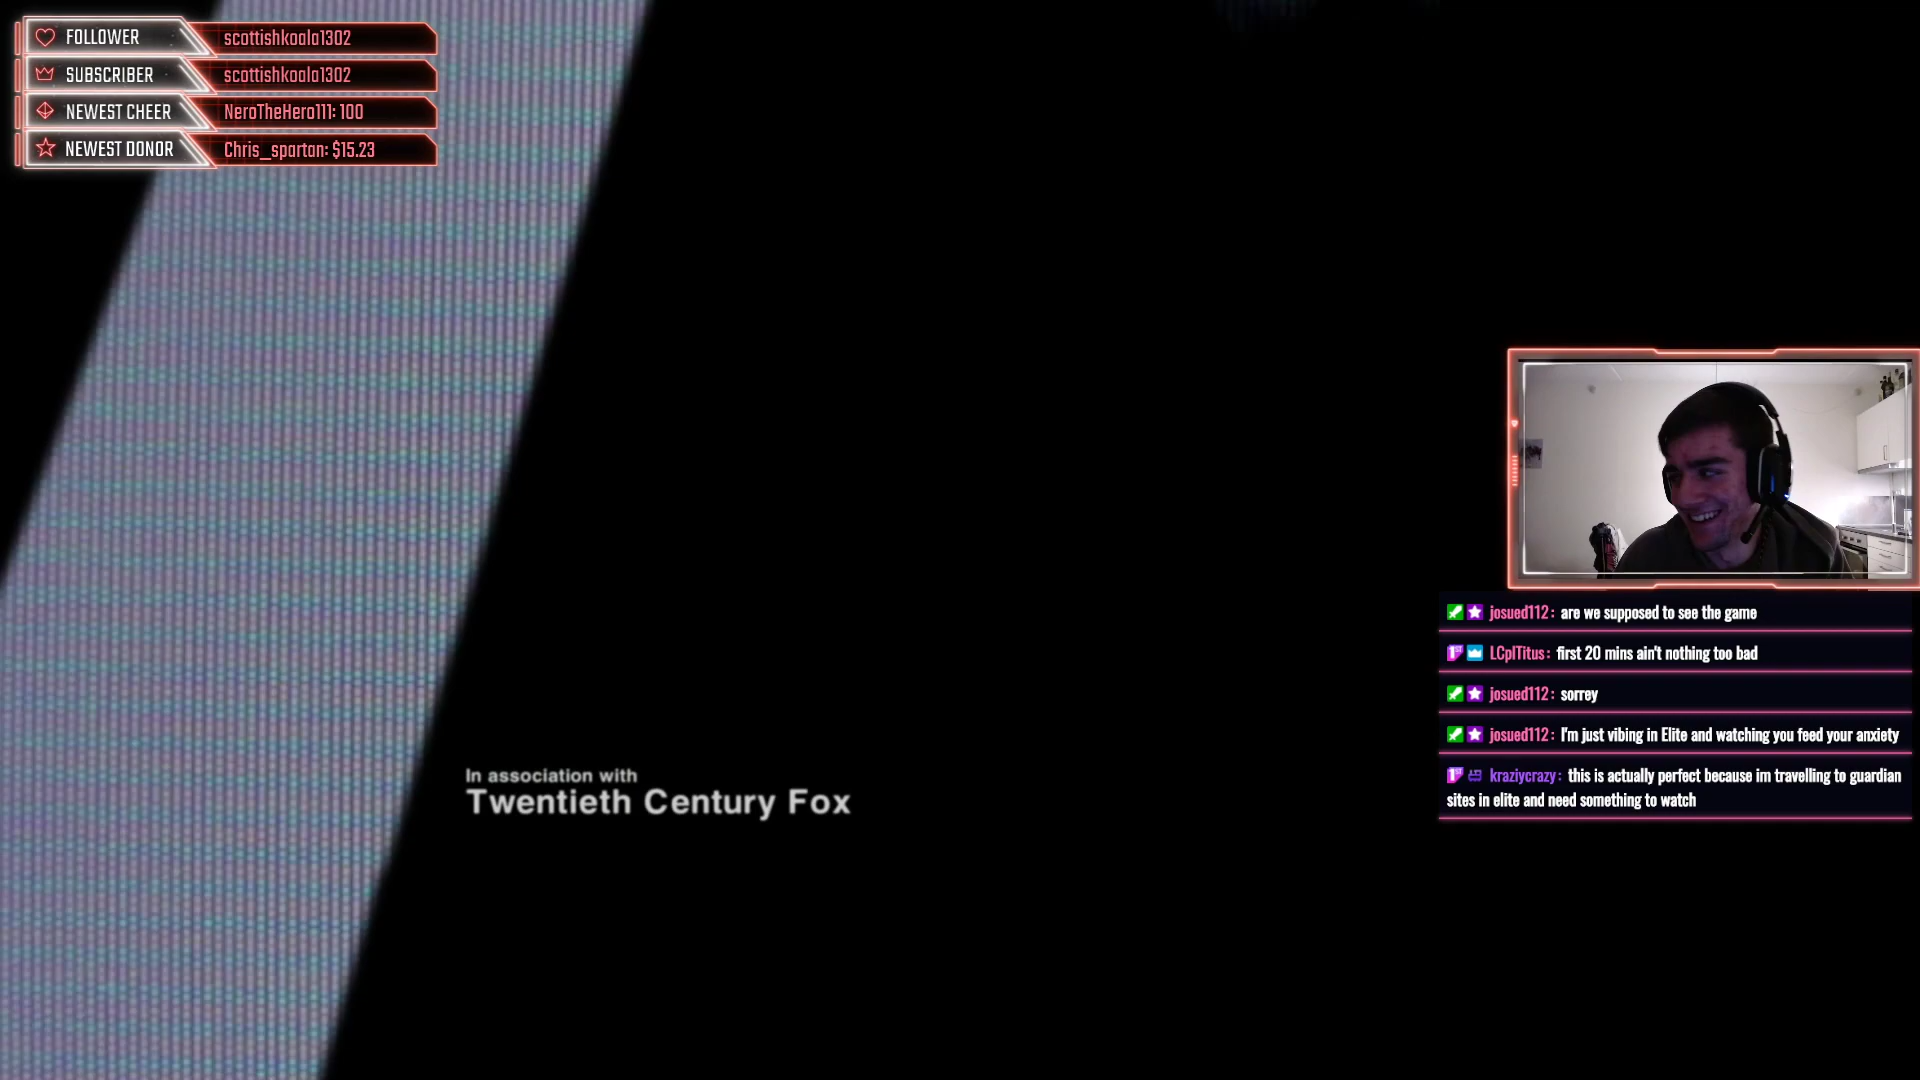 FOLLOWER scottishkoala1302
SUBSCRIBER scottishkoala1302
NEWEST CHEER NeroTheHero111: 100
NEWEST DONOR Chris_spartan: $15.23
josued112: are we supposed to see the game
LCplTitus: first 20 mins ain't nothing too bad
josued112: sorrey
josued112: I'm just vibing in Elite and watching you feed your anxiety
kraziycrazy: this is actually perfect because im travelling to guardian
sites in elite and need something to watch
In association with
Twentieth Century Fox